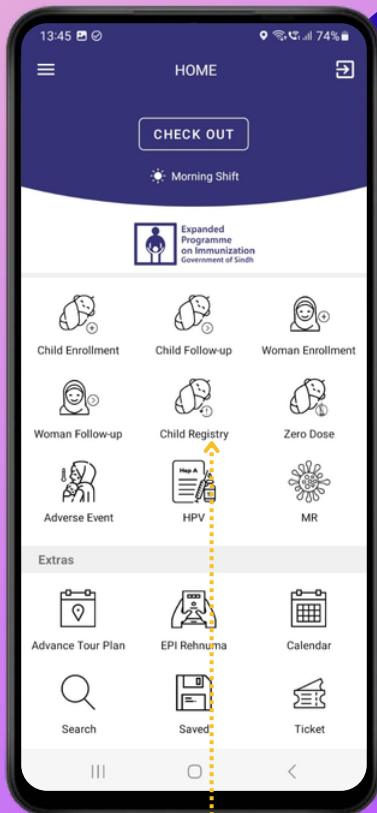 13:45
74%
HOME
CHECK OUT
Morning Shift
Expanded
Programme
on Immunization
Government of Sindh
Child Enrollment
Child Follow-up
Woman Enrollment
Woman Follow-up
Child Registry
Zero Dose
Adverse Event
Hep A
HPV
MR
Extras
Advance Tour Plan
EPI Rehnuma
Calendar
Search
Saved
Ticket